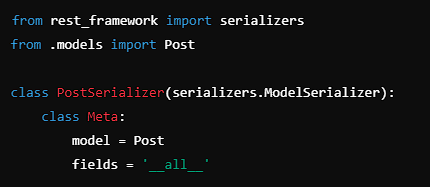 from rest_framework import serializers
from .models import Post

class PostSerializer(serializers.ModelSerializer):
    class Meta:
        model = Post
        fields = '__all__'